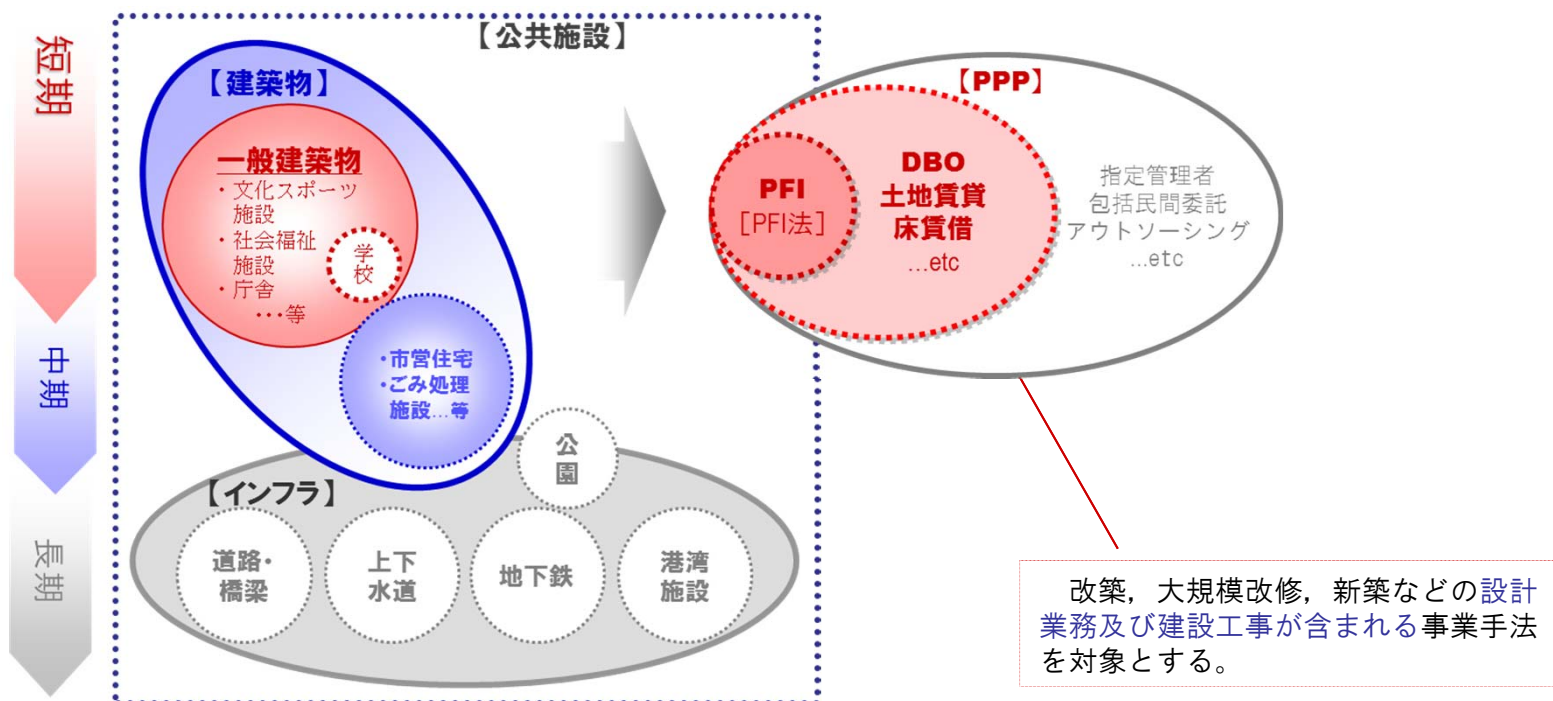 【公共施設】
短期
中期
長期
【建築物】
一般建築物
・文化スポーツ
施設
・社会福祉
施設
・庁舎
…等
学校
・市営住宅
・ごみ処理
施設…等
公園
【インフラ】
道路・
橋梁
上下
水道
地下鉄
港湾
施設
【PPP】
PFI
［PFI法］
DBO
土地賃貸
床賃借
…etc
指定管理者
包括民間委託
アウトソーシング
…etc
改築，大規模改修，新築などの設計
業務及び建設工事が含まれる事業手法
を対象とする。